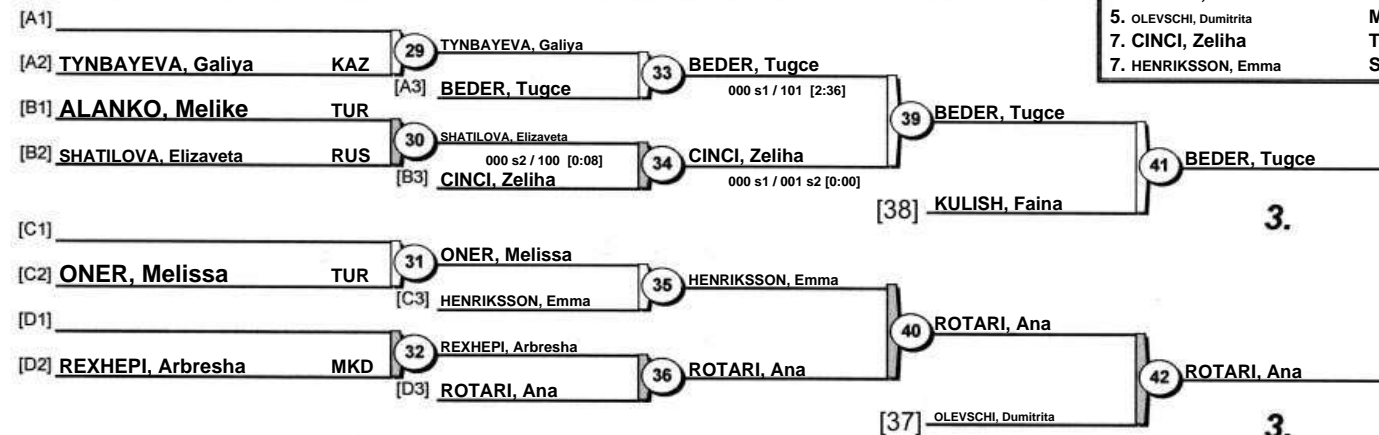 5. OLEVSCHI, Dumitrita M
7. CINCI, Zeliha T
7. HENRIKSSON, Emma S
[A1]
[A2] TYNBAYEVA, Galiya KAZ
29
TYNBAYEVA, Galiya
[A3] BEDER, Tugce
33
BEDER, Tugce
000 s1 / 101 [2:36]
[B1] ALANKO, Melike TUR
[B2] SHATILOVA, Elizaveta RUS
30
SHATILOVA, Elizaveta
000 s2 / 100 [0:08]
[B3] CINCI, Zeliha
34
CINCI, Zeliha
000 s1 / 001 s2 [0:00]
39
BEDER, Tugce
[38] KULISH, Faina
41
BEDER, Tugce
3.
[C1]
[C2] ONER, Melissa TUR
31
ONER, Melissa
[C3] HENRIKSSON, Emma
35
HENRIKSSON, Emma
[D1]
[D2] REXHEPI, Arbresha MKD
32
REXHEPI, Arbresha
[D3] ROTARI, Ana
36
ROTARI, Ana
40
ROTARI, Ana
[37] OLEVSCHI, Dumitrita
42
ROTARI, Ana
3.